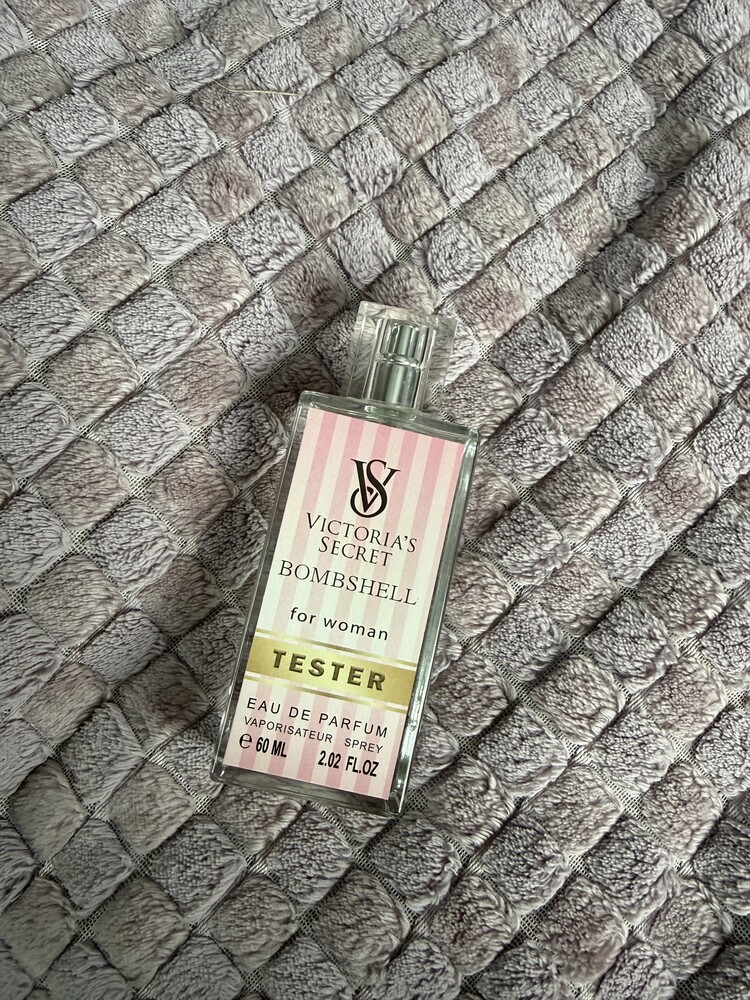 VS
VICTORIA'S
SECRET
BOMBSHELL
for woman
TESTER
EAU DE PARFUM
VAPORISATEUR SPREY
℮ 60 ML 2.02 FL.OZ